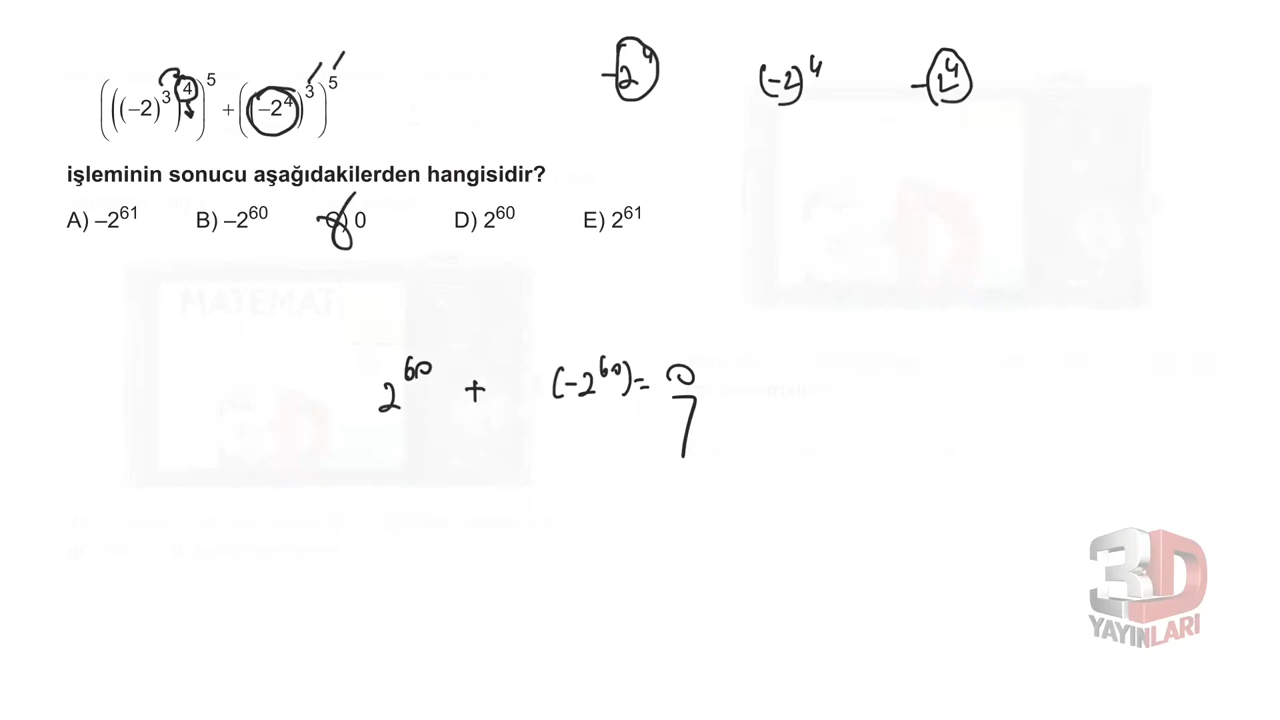 -2⁴ (-2)⁴ -2⁴
(((-2)³)⁴)⁵ + ((-2⁴)³)⁵
işleminin sonucu aşağıdakilerden hangisidir?
A) –2⁶¹ B) –2⁶⁰ C) 0 D) 2⁶⁰ E) 2⁶¹
MATEMAT
2⁶⁰ + (-2⁶⁰) = 0
3D
YAYINLARI